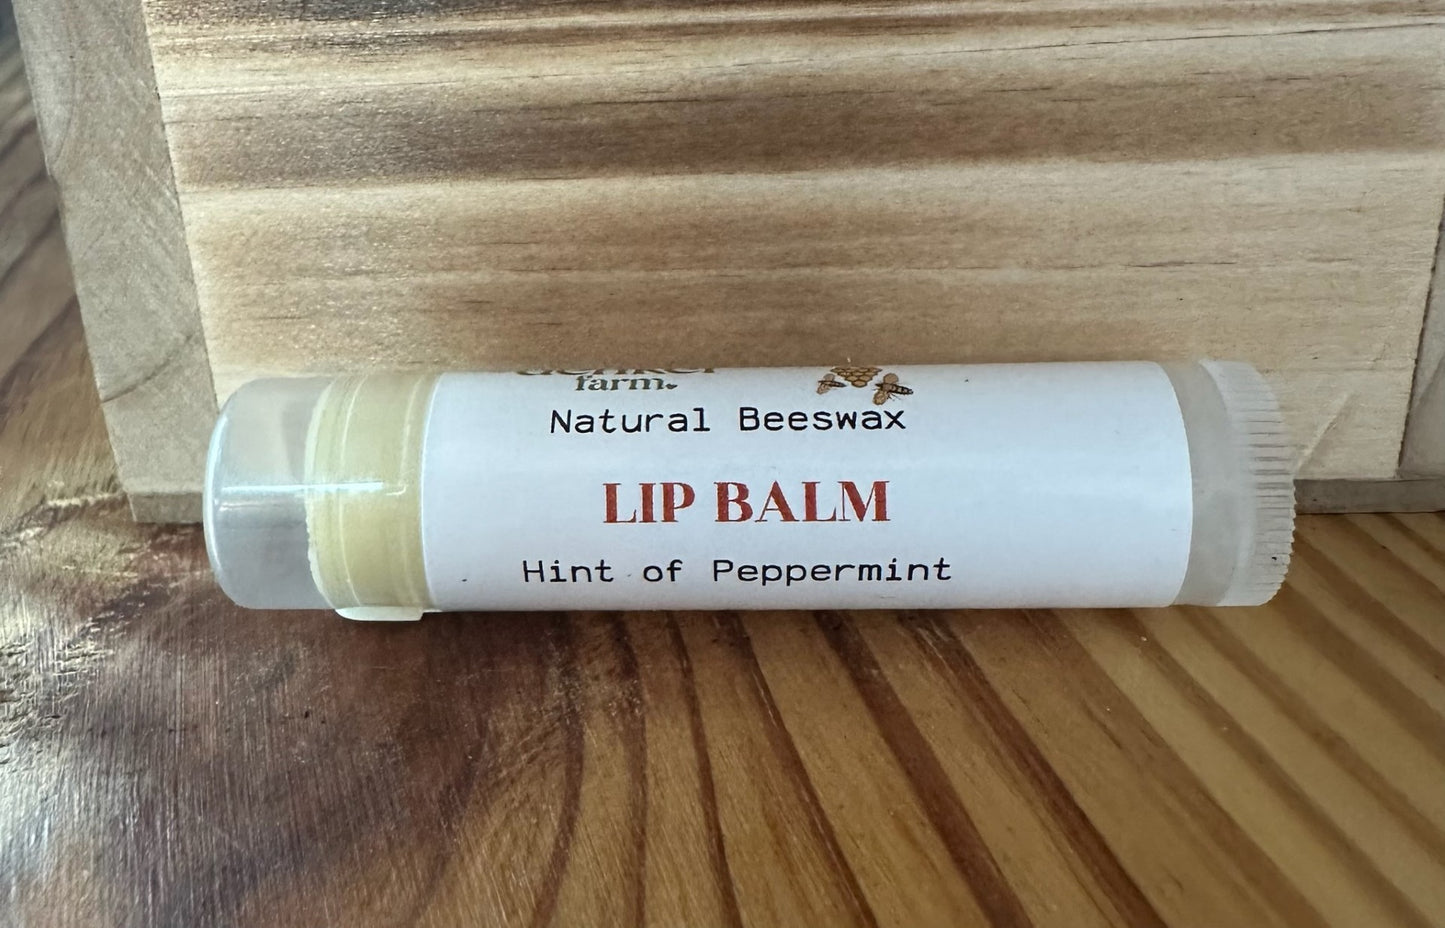 farm.
Natural Beeswax
LIP BALM
Hint of Peppermint